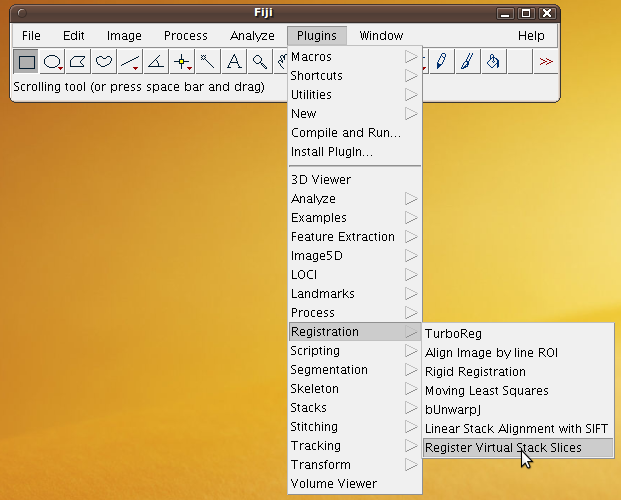 Fiji
File Edit Image Process Analyze Plugins Window Help
A >>
Scrolling tool (or press space bar and drag)
Macros
Shortcuts
Utilities
New
Compile and Run...
Install PlugIn...
3D Viewer
Analyze
Examples
Feature Extraction
Image5D
LOCI
Landmarks
Process
Registration
Scripting
Segmentation
Skeleton
Stacks
Stitching
Tracking
Transform
Volume Viewer
TurboReg
Align Image by line ROI
Rigid Registration
Moving Least Squares
bUnwarpJ
Linear Stack Alignment with SIFT
Register Virtual Stack Slices